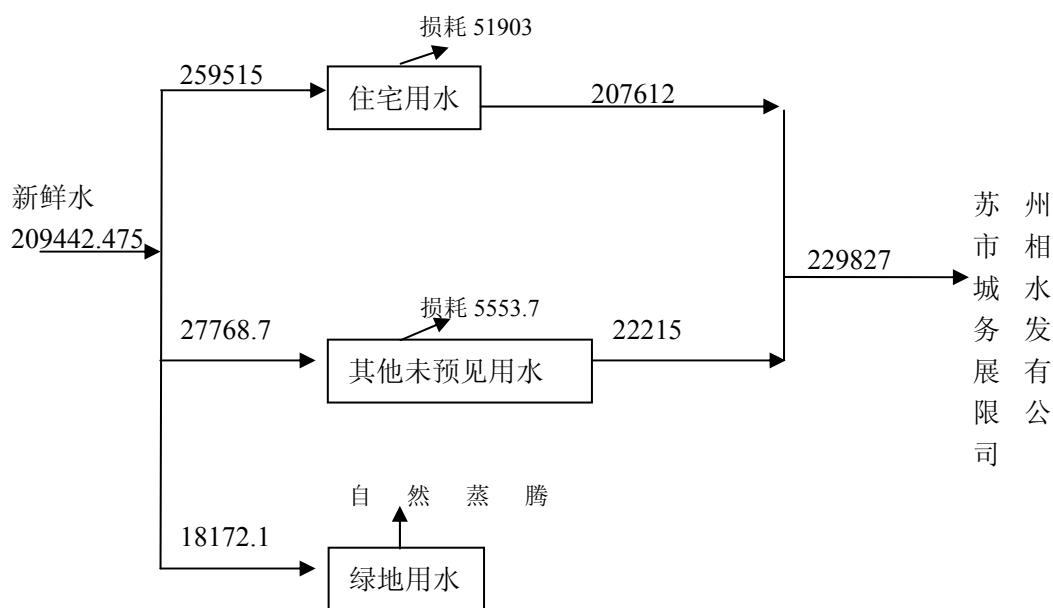 损耗 51903
259515
住宅用水
207612
新鲜水
209442.475
苏 州
市 相
城 水
务 发
展 有
限 公
司
229827
损耗 5553.7
27768.7
22215
其他未预见用水
自 然 蒸 腾
18172.1
绿地用水